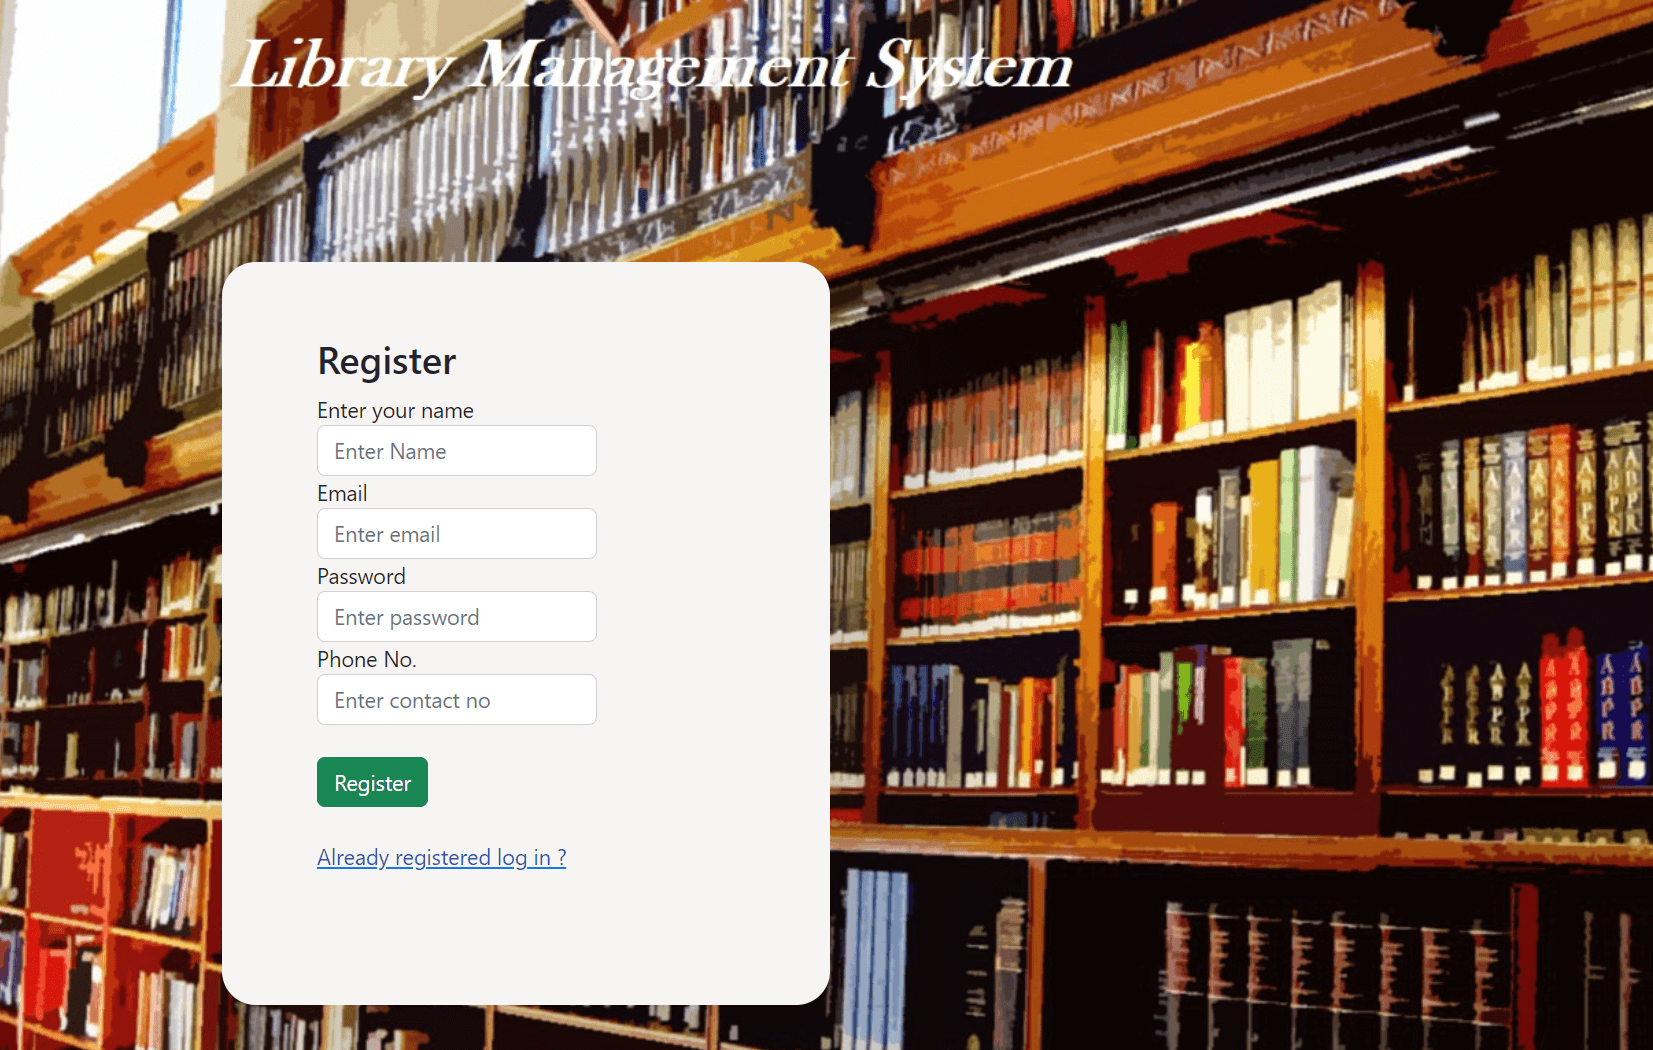 Library Management System
Register
Enter your name
Enter Name
Email
Enter email
Password
Enter password
Phone No.
Enter contact no
Register
Already registered log in ?